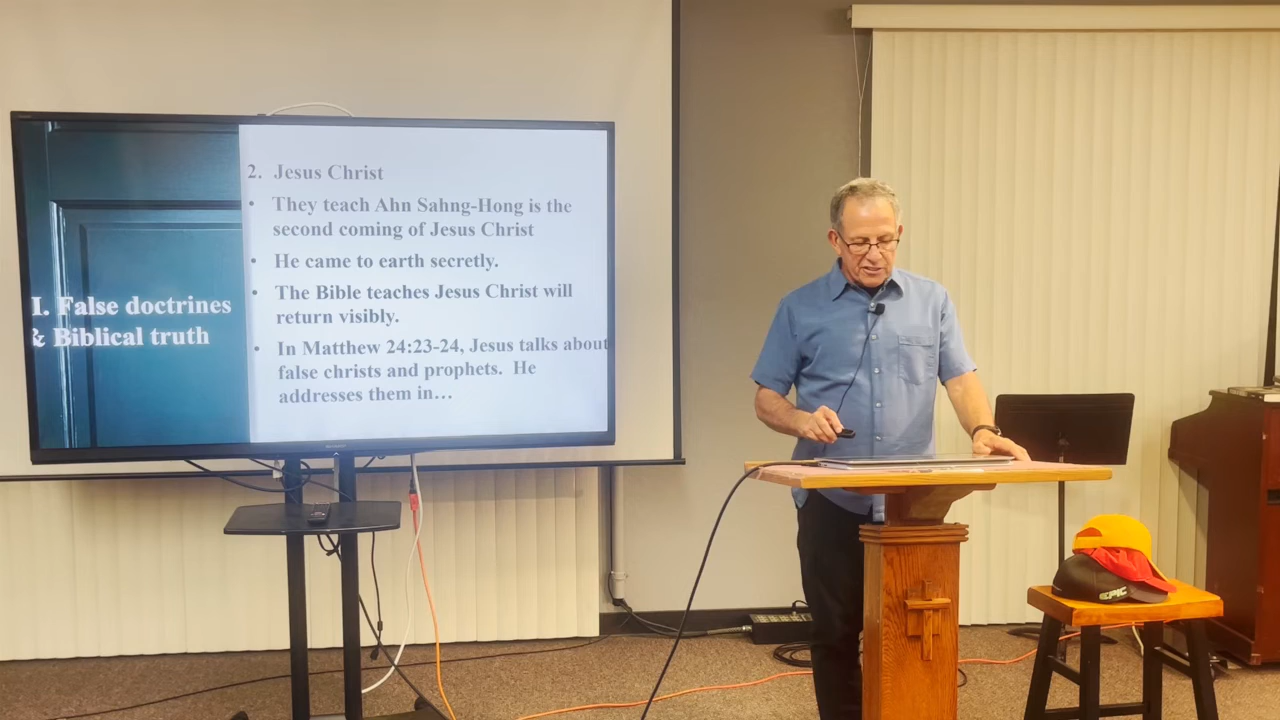 I. False doctrines
& Biblical truth
2. Jesus Christ
• They teach Ahn Sahng-Hong is the
second coming of Jesus Christ
• He came to earth secretly.
• The Bible teaches Jesus Christ will
return visibly.
• In Matthew 24:23-24, Jesus talks about
false christs and prophets. He
addresses them in…
EPIC